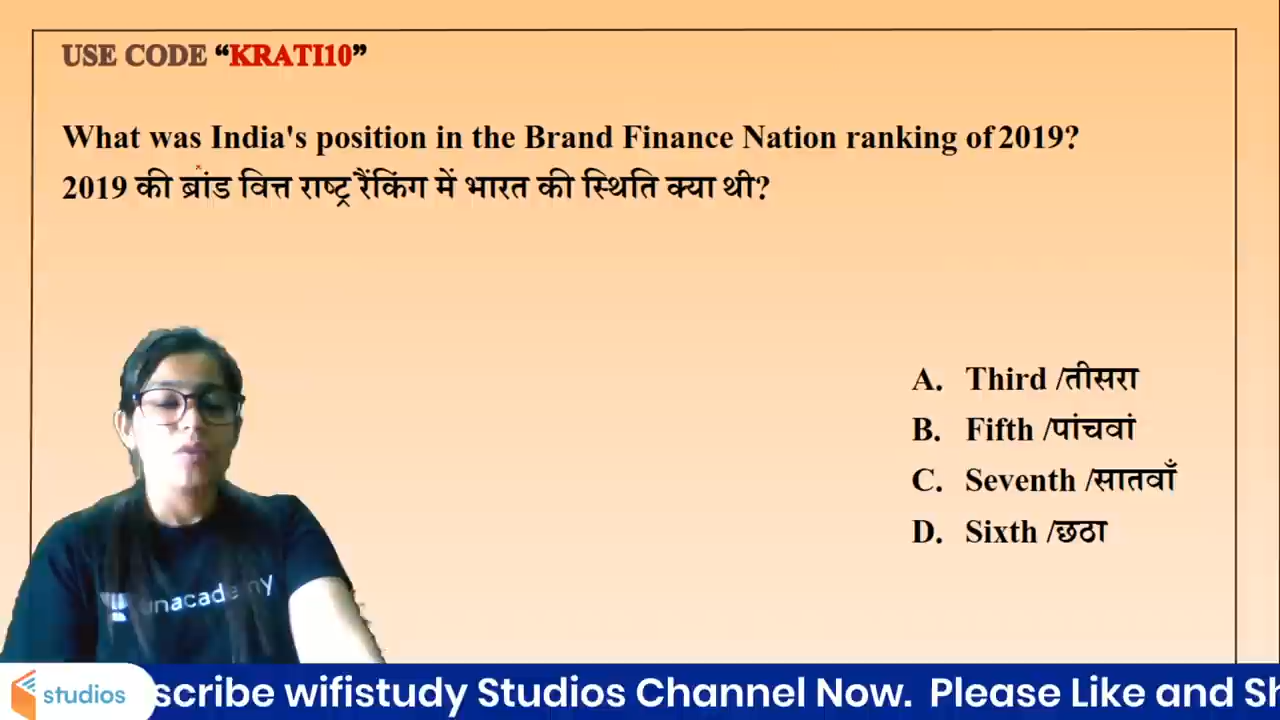 USE CODE “KRATI10”
What was India's position in the Brand Finance Nation ranking of 2019?
2019 की ब्रांड वित्त राष्ट्र रैंकिंग में भारत की स्थिति क्या थी?
A. Third /तीसरा
B. Fifth /पांचवां
C. Seventh /सातवाँ
D. Sixth /छठा
unacademy
studios
scribe wifistudy Studios Channel Now. Please Like and Sh